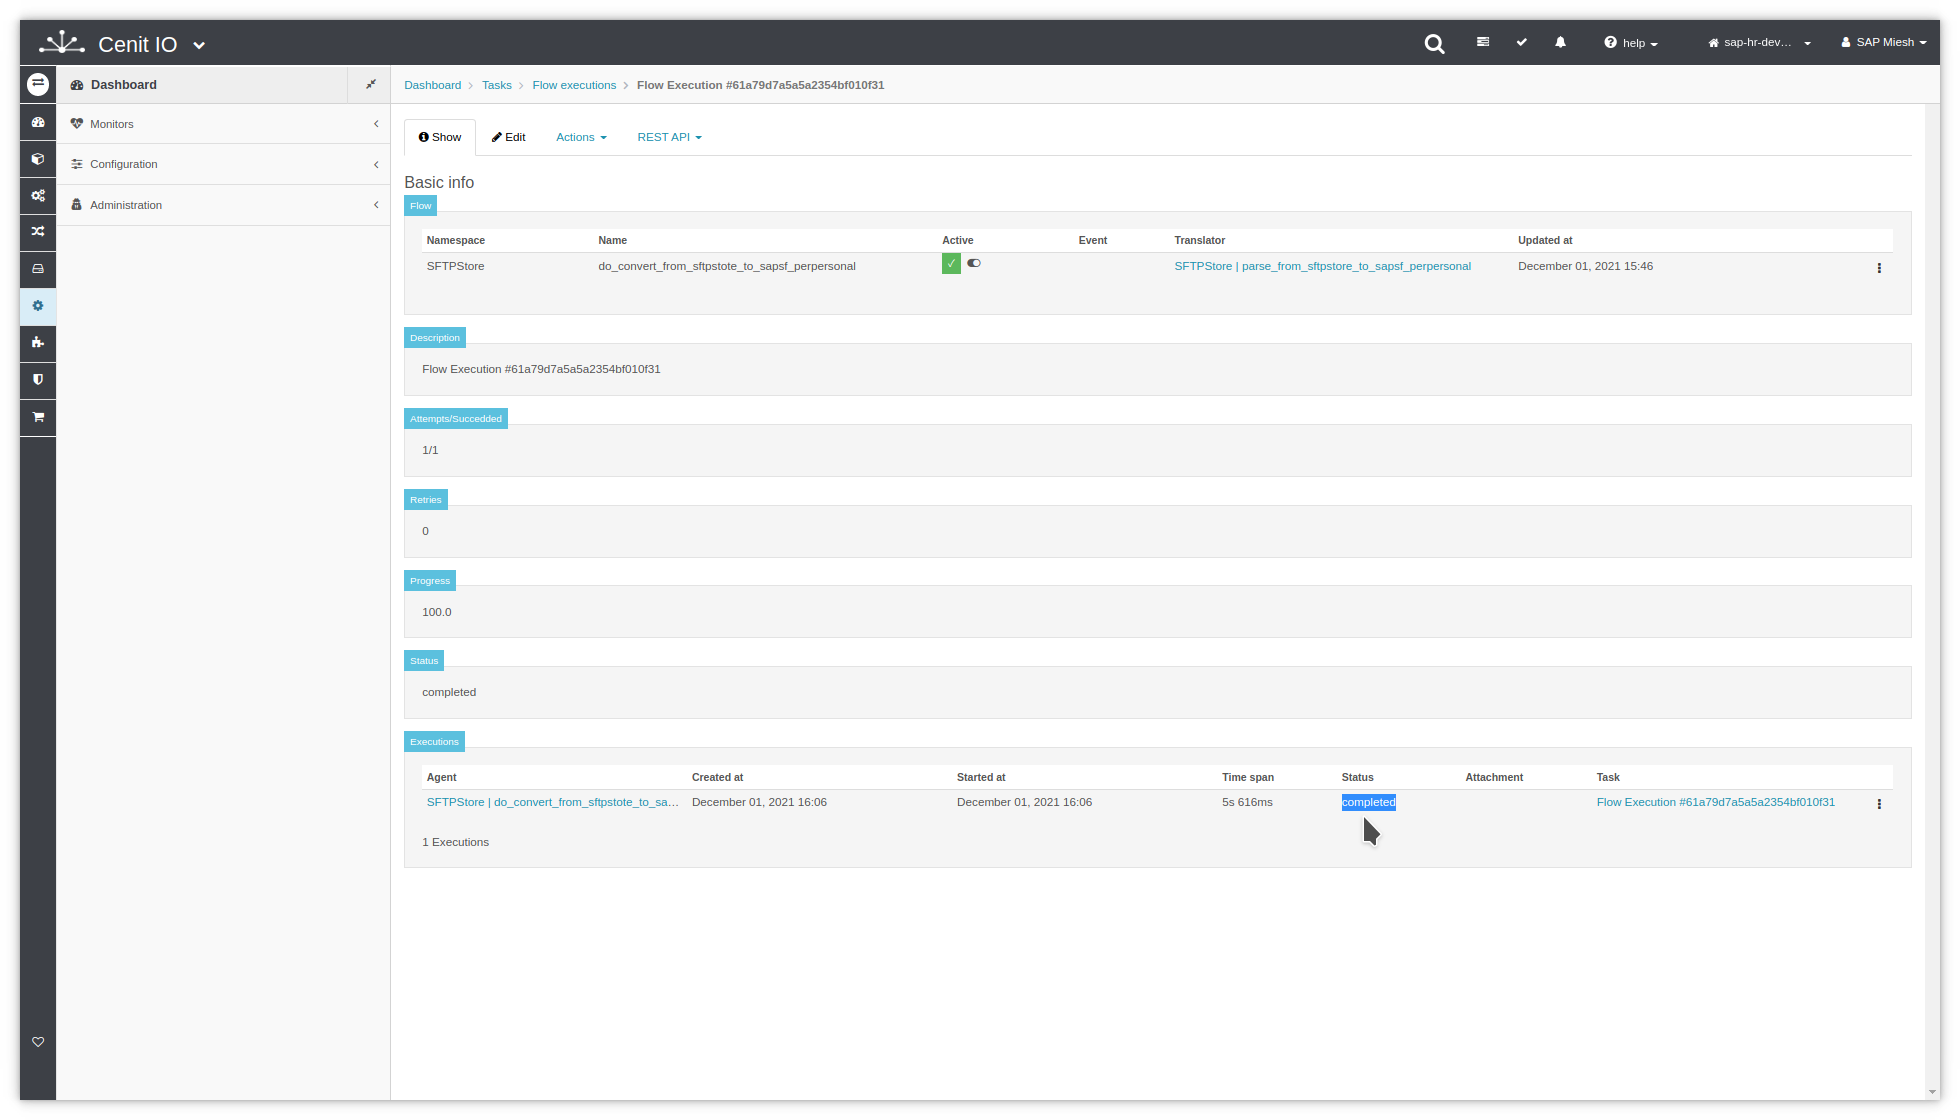 Cenit IO
help
sap-hr-dev...
SAP Miesh
Dashboard
Monitors
Configuration
Administration
Dashboard > Tasks > Flow executions > Flow Execution #61a79d7a5a5a2354bf010f31
Show Edit Actions REST API
Basic info
Flow
Namespace Name Active Event Translator Updated at
SFTPStore do_convert_from_sftpstote_to_sapsf_perpersonal ✓ SFTPStore | parse_from_sftpstore_to_sapsf_perpersonal December 01, 2021 15:46
Description
Flow Execution #61a79d7a5a5a2354bf010f31
Attempts/Succedded
1/1
Retries
0
Progress
100.0
Status
completed
Executions
Agent Created at Started at Time span Status Attachment Task
SFTPStore | do_convert_from_sftpstote_to_sa... December 01, 2021 16:06 December 01, 2021 16:06 5s 616ms completed Flow Execution #61a79d7a5a5a2354bf010f31
1 Executions